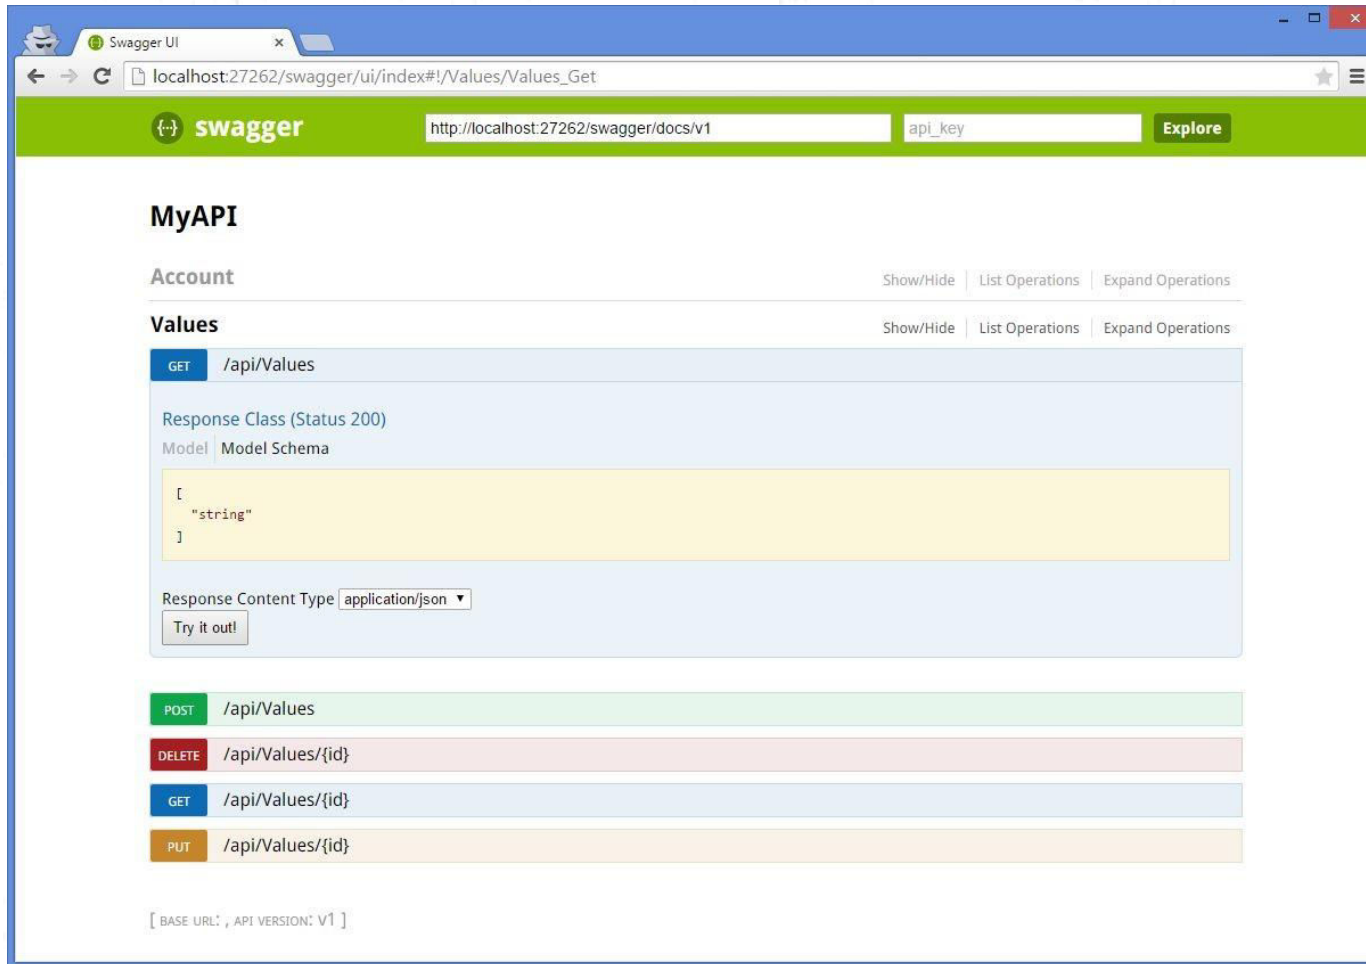 Swagger UI
localhost:27262/swagger/ui/index#!/Values/Values_Get
{··} swagger http://localhost:27262/swagger/docs/v1 api_key Explore
MyAPI
Account Show/Hide List Operations Expand Operations
Values Show/Hide List Operations Expand Operations
GET /api/Values
Response Class (Status 200)
Model Model Schema
[
"string"
]
Response Content Type application/json
Try it out!
POST /api/Values
DELETE /api/Values/{id}
GET /api/Values/{id}
PUT /api/Values/{id}
[ BASE URL: , API VERSION: V1 ]